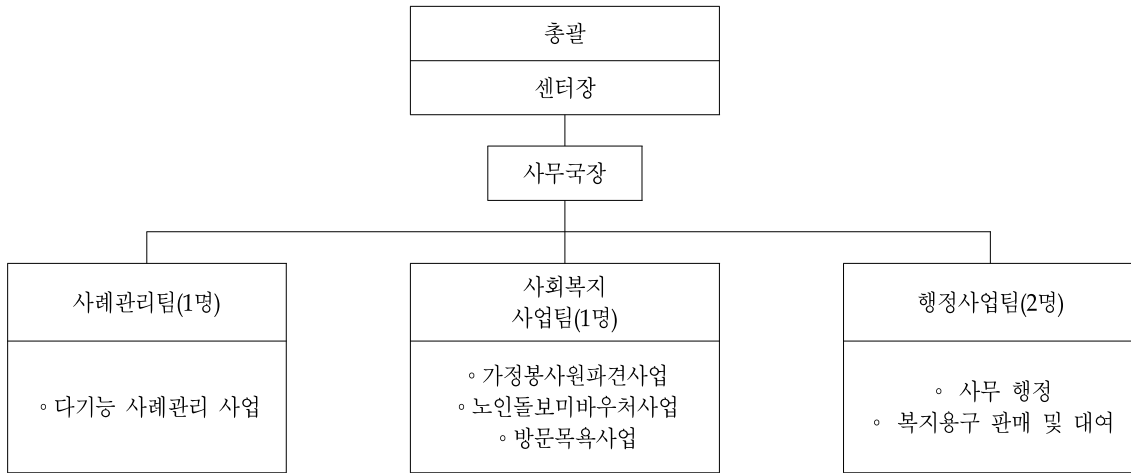 총괄
센터장
사무국장
사례관리팀(1명)
◦ 다기능 사례관리 사업
사회복지
사업팀(1명)
◦ 가정봉사원파견사업
◦ 노인돌보미바우처사업
◦ 방문목욕사업
행정사업팀(2명)
◦ 사무 행정
◦ 복지용구 판매 및 대여